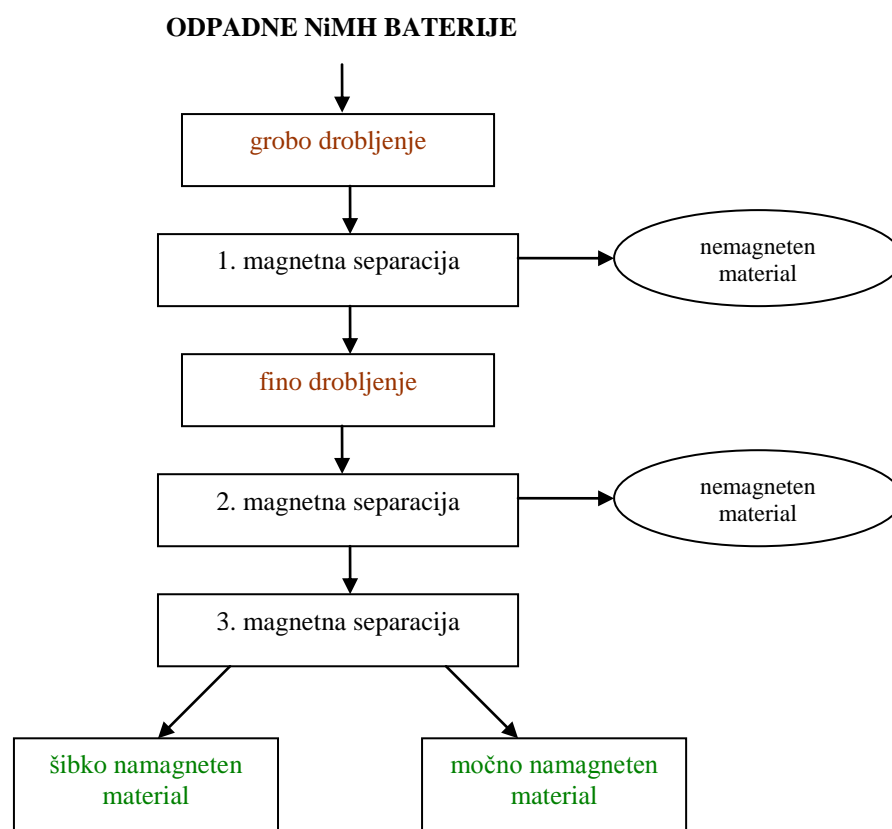 ODPADNE NiMH BATERIJE
grobo drobljenje
1. magnetna separacija
nemagneten
material
fino drobljenje
2. magnetna separacija
nemagneten
material
3. magnetna separacija
šibko namagneten
material
močno namagneten
material